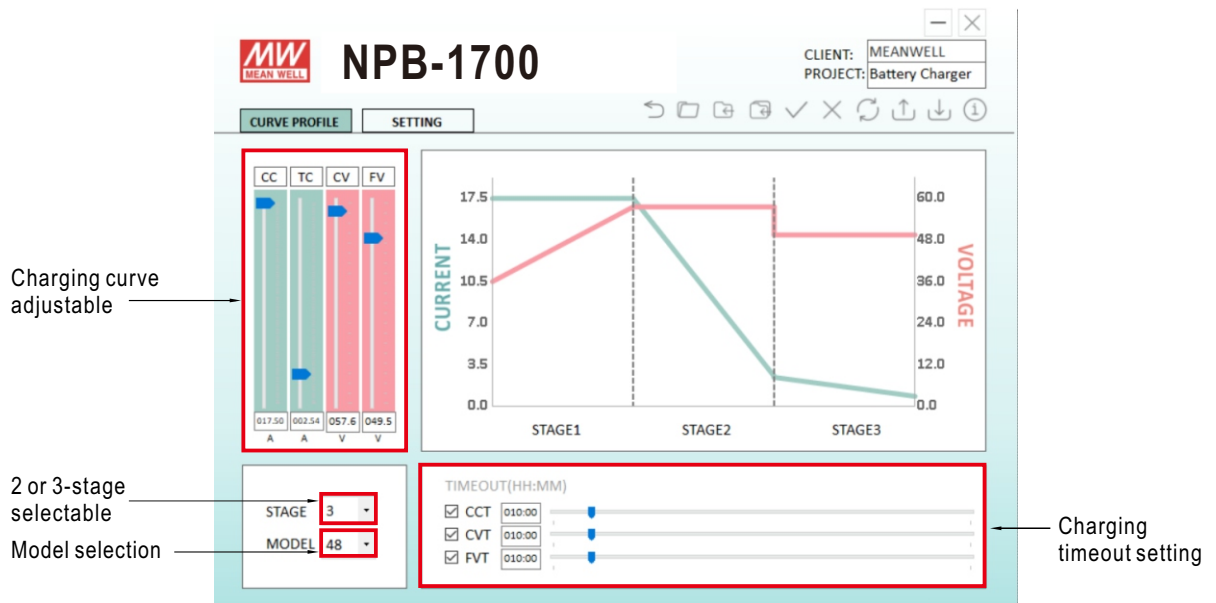 MW
MEAN WELL
NPB-1700
CLIENT: MEANWELL
PROJECT: Battery Charger
CURVE PROFILE SETTING
CC TC CV FV
017.50 002.54 057.6 049.5
A A V V
Charging curve
adjustable
CURRENT
17.5
14.0
10.5
7.0
3.5
0.0
60.0
48.0
36.0
24.0
12.0
0.0
VOLTAGE
STAGE1 STAGE2 STAGE3
2 or 3-stage
selectable
Model selection
STAGE 3
MODEL 48
TIMEOUT(HH:MM)
CCT 010:00
CVT 010:00
FVT 010:00
Charging
timeout setting